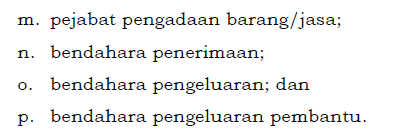 m. pejabat pengadaan barang/jasa;
n. bendahara penerimaan;
o. bendahara pengeluaran; dan
p. bendahara pengeluaran pembantu.